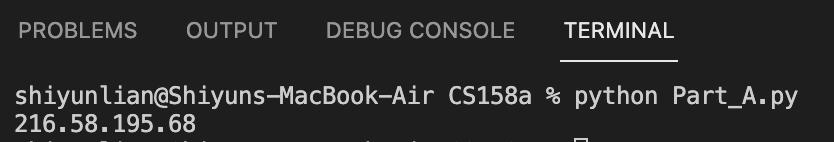 PROBLEMS OUTPUT DEBUG CONSOLE TERMINAL
shiyunlian@Shiyuns-MacBook-Air CS158a % python Part_A.py
216.58.195.68